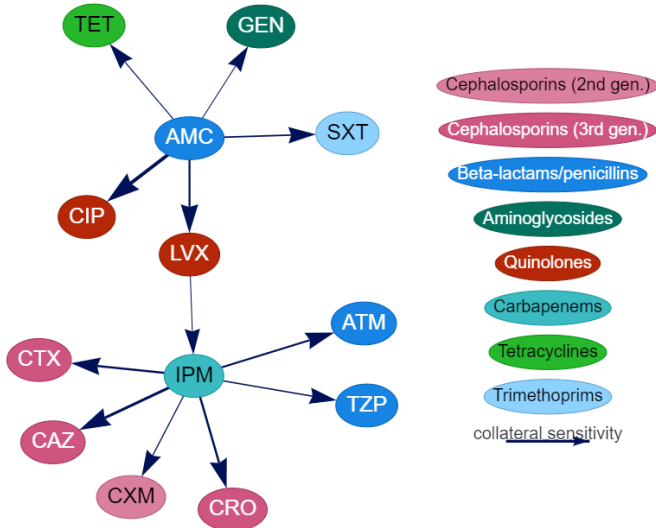 TET
GEN
AMC
SXT
CIP
LVX
ATM
CTX
IPM
TZP
CAZ
CXM
CRO
Cephalosporins (2nd gen.)
Cephalosporins (3rd gen.)
Beta-lactams/penicillins
Aminoglycosides
Quinolones
Carbapenems
Tetracyclines
Trimethoprims
collateral sensitivity